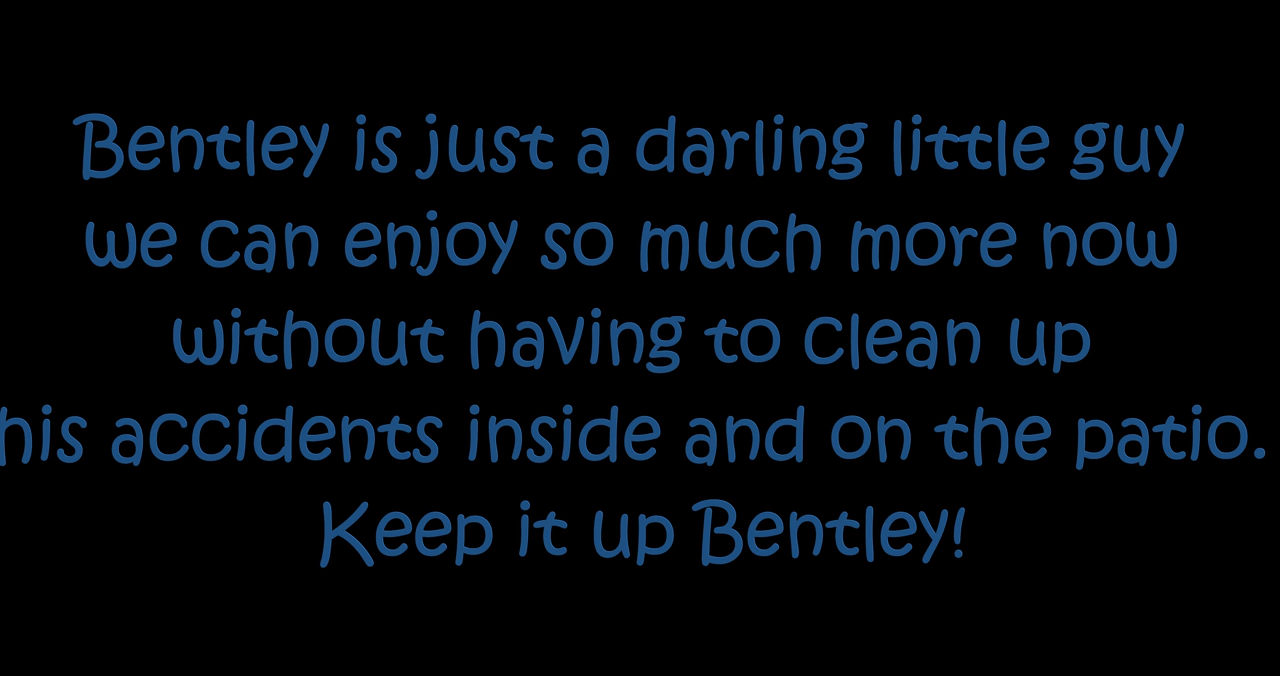 Bentley is just a darling little guy
we can enjoy so much more now
without having to clean up
his accidents inside and on the patio.
Keep it up Bentley!